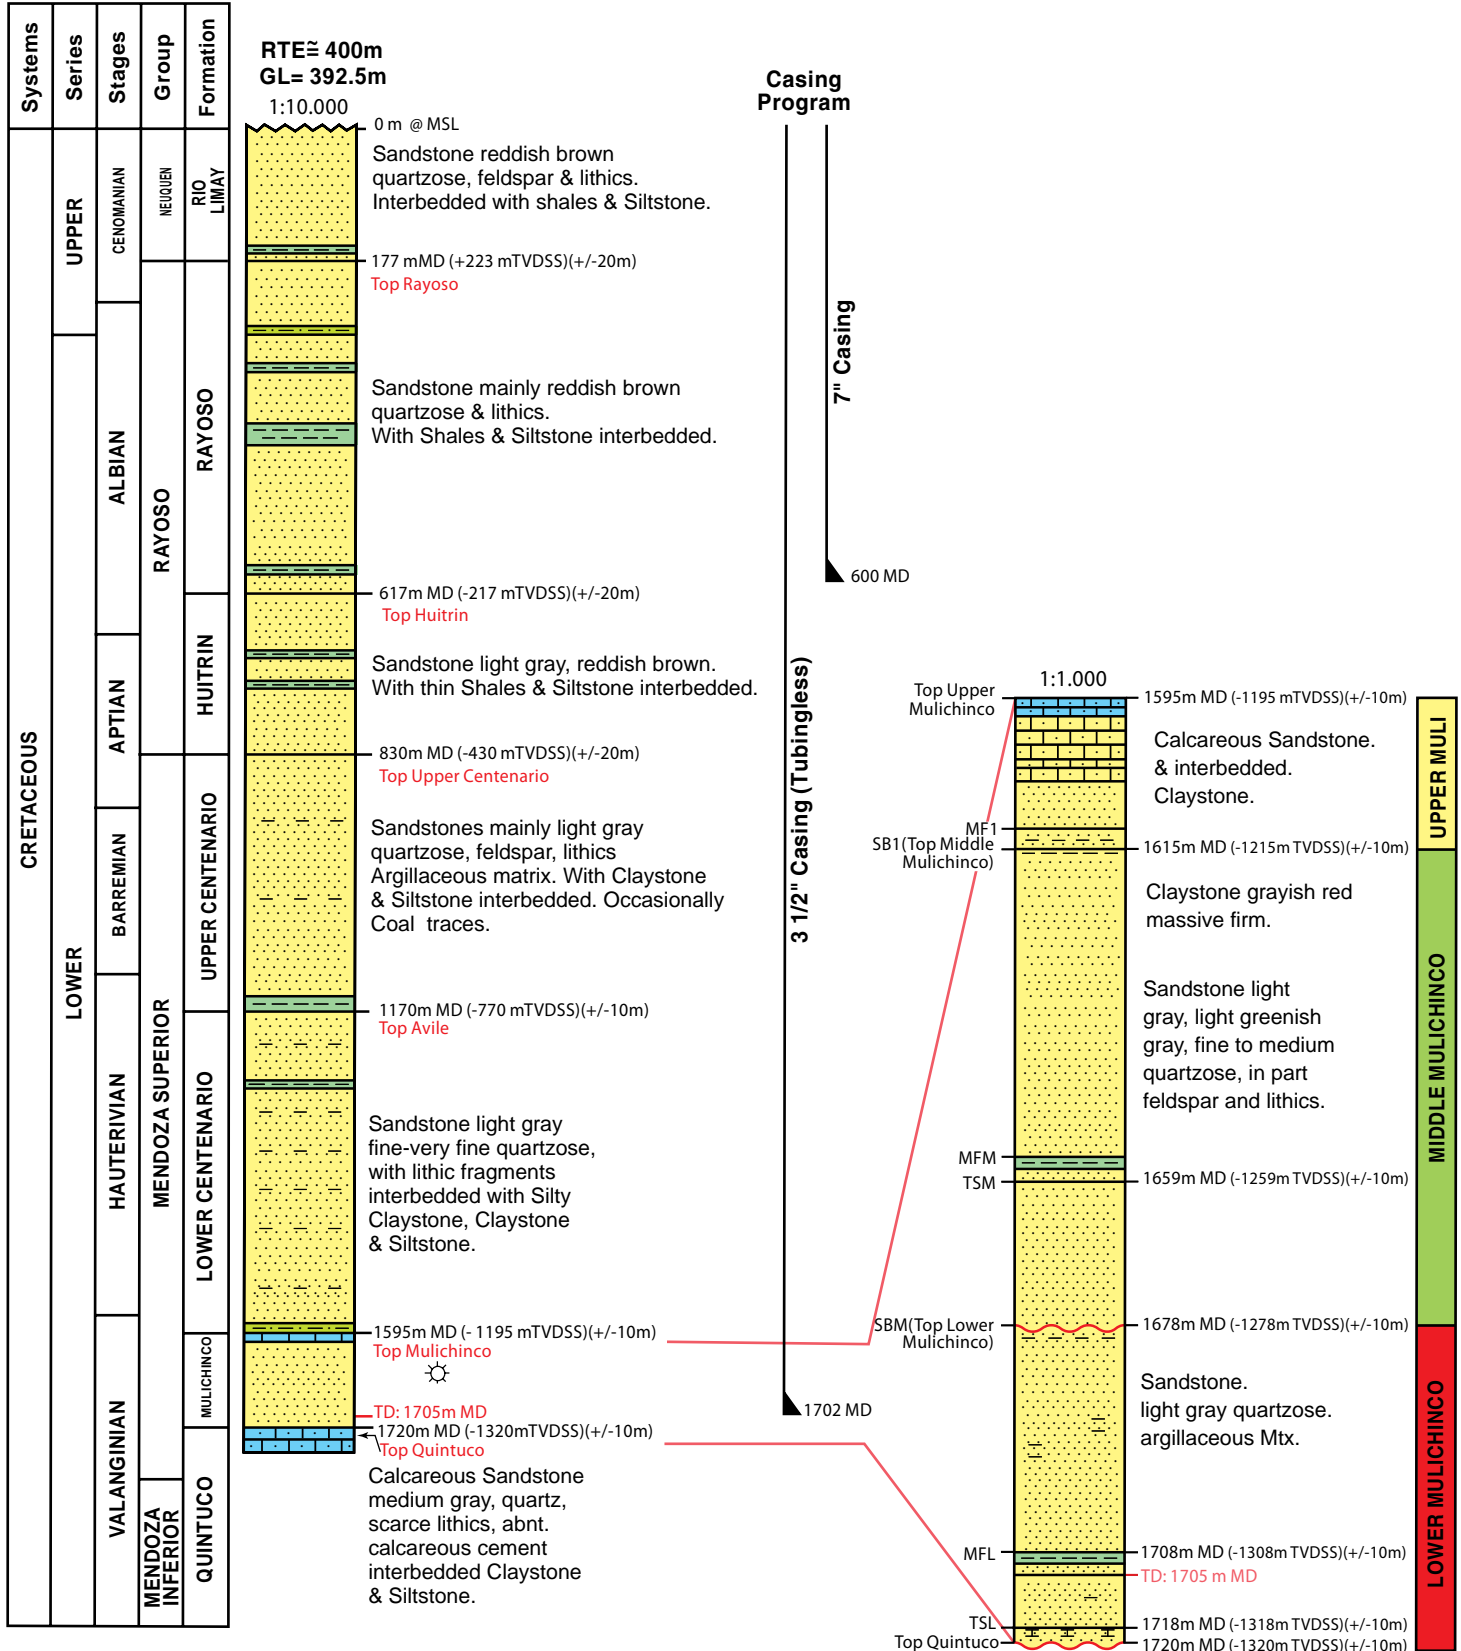 Systems
Series
Stages
Group
Formation
RTE≅ 400m
GL= 392.5m
1:10.000
Casing
Program
0 m @ MSL
Sandstone reddish brown
quartzose, feldspar & lithics.
Interbedded with shales & Siltstone.
177 mMD (+223 mTVDSS)(+/-20m)
Top Rayoso
Sandstone mainly reddish brown
quartzose & lithics.
With Shales & Siltstone interbedded.
617m MD (-217 mTVDSS)(+/-20m)
Top Huitrin
Sandstone light gray, reddish brown.
With thin Shales & Siltstone interbedded.
830m MD (-430 mTVDSS)(+/-20m)
Top Upper Centenario
Sandstones mainly light gray
quartzose, feldspar, lithics
Argillaceous matrix. With Claystone
& Siltstone interbedded. Occasionally
Coal traces.
1170m MD (-770 mTVDSS)(+/-10m)
Top Avile
Sandstone light gray
fine-very fine quartzose,
with lithic fragments
interbedded with Silty
Claystone, Claystone
& Siltstone.
1595m MD (- 1195 mTVDSS)(+/-10m)
Top Mulichinco
TD: 1705m MD
1720m MD (-1320mTVDSS)(+/-10m)
Top Quintuco
Calcareous Sandstone
medium gray, quartz,
scarce lithics, abnt.
calcareous cement
interbedded Claystone
& Siltstone.
CRETACEOUS
UPPER
LOWER
CENOMANIAN
ALBIAN
APTIAN
BARREMIAN
HAUTERIVIAN
VALANGINIAN
NEUQUEN
RAYOSO
MENDOZA SUPERIOR
MENDOZA
INFERIOR
RIO
LIMAY
RAYOSO
HUITRIN
UPPER CENTENARIO
LOWER CENTENARIO
MULICHINCO
QUINTUCO
7" Casing
600 MD
3 1/2" Casing (Tubingless)
1702 MD
1:1.000
Top Upper
Mulichinco
1595m MD (-1195 mTVDSS)(+/-10m)
Calcareous Sandstone.
& interbedded.
Claystone.
MF1
SB1(Top Middle
Mulichinco)
1615m MD (-1215m TVDSS)(+/-10m)
Claystone grayish red
massive firm.
Sandstone light
gray, light greenish
gray, fine to medium
quartzose, in part
feldspar and lithics.
MFM
TSM
1659m MD (-1259m TVDSS)(+/-10m)
SBM(Top Lower
Mulichinco)
1678m MD (-1278m TVDSS)(+/-10m)
Sandstone.
light gray quartzose.
argillaceous Mtx.
MFL
1708m MD (-1308m TVDSS)(+/-10m)
TD: 1705 m MD
TSL
1718m MD (-1318m TVDSS)(+/-10m)
Top Quintuco
1720m MD (-1320m TVDSS)(+/-10m)
UPPER MULI
MIDDLE MULICHINCO
LOWER MULICHINCO